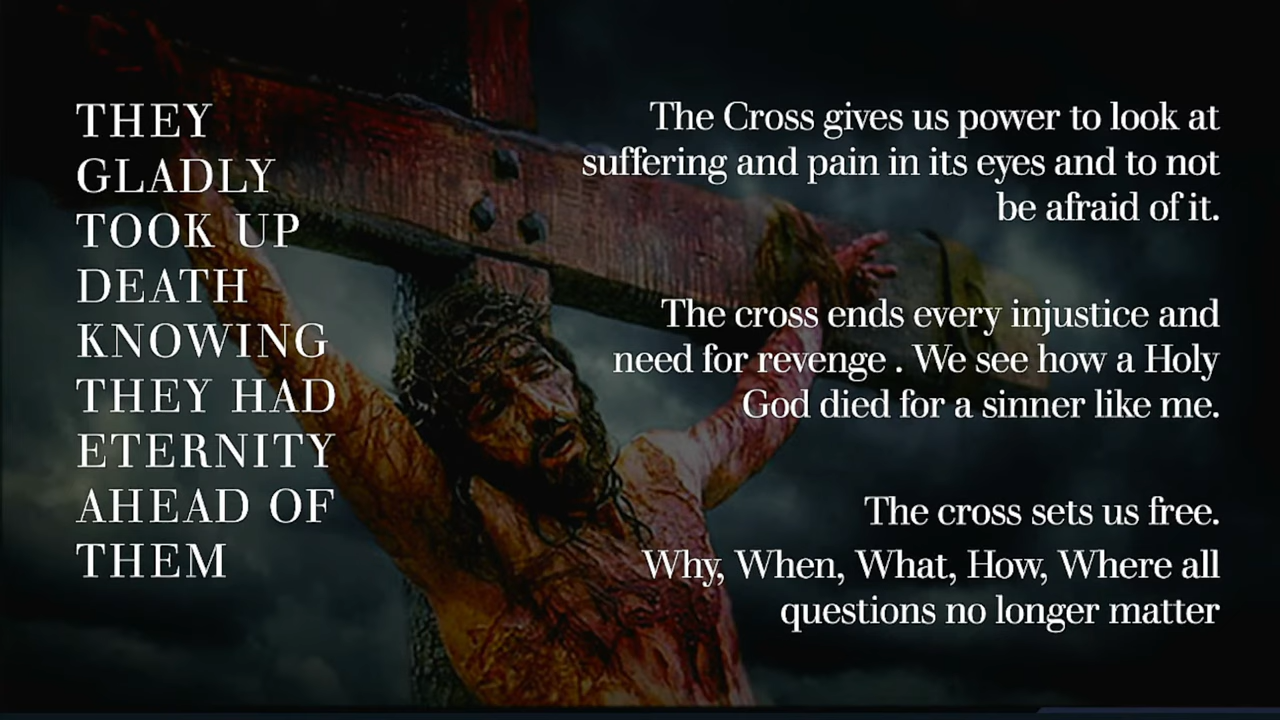 THEY
GLADLY
TOOK UP
DEATH
KNOWING
THEY HAD
ETERNITY
AHEAD OF
THEM
The Cross gives us power to look at
suffering and pain in its eyes and to not
be afraid of it.
The cross ends every injustice and
need for revenge . We see how a Holy
God died for a sinner like me.
The cross sets us free.
Why, When, What, How, Where all
questions no longer matter